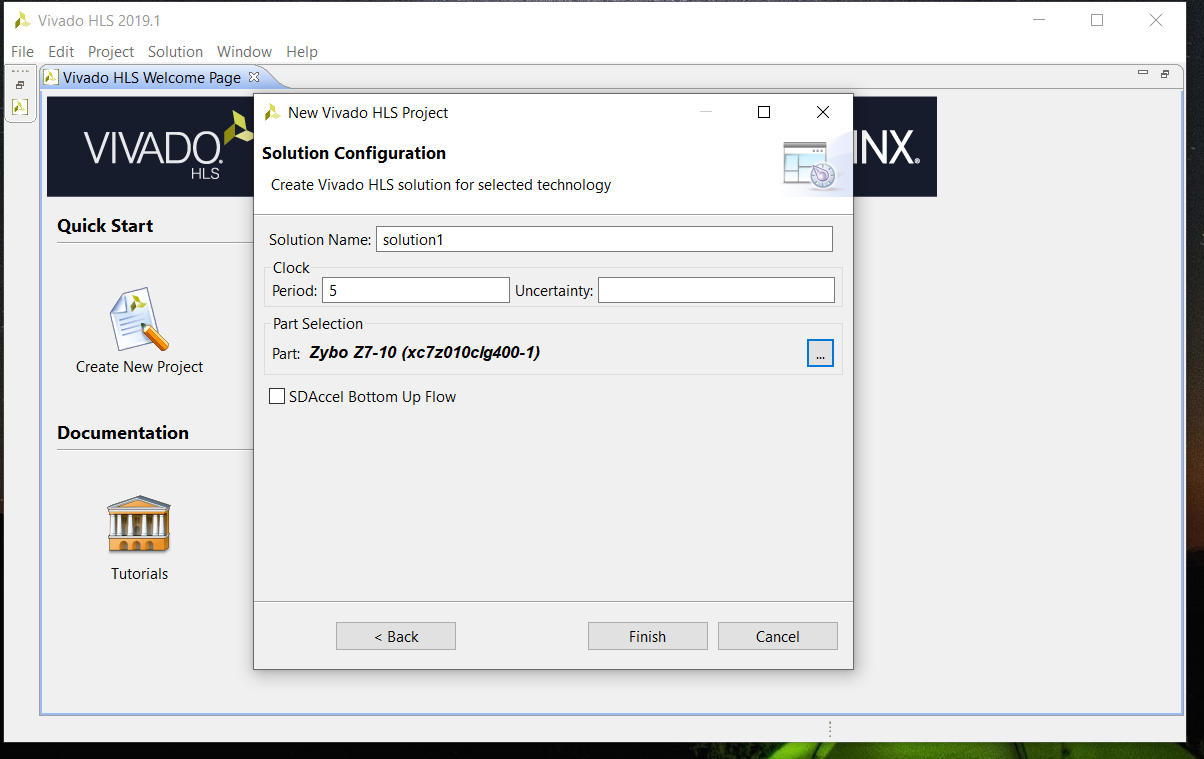 Vivado HLS 2019.1
File Edit Project Solution Window Help
Vivado HLS Welcome Page
VIVADO.
HLS
INX.
Quick Start
Create New Project
Documentation
Tutorials
New Vivado HLS Project
Solution Configuration
Create Vivado HLS solution for selected technology
Solution Name: solution1
Clock
Period: 5 Uncertainty:
Part Selection
Part: Zybo Z7-10 (xc7z010clg400-1) ...
SDAccel Bottom Up Flow
< Back Finish Cancel